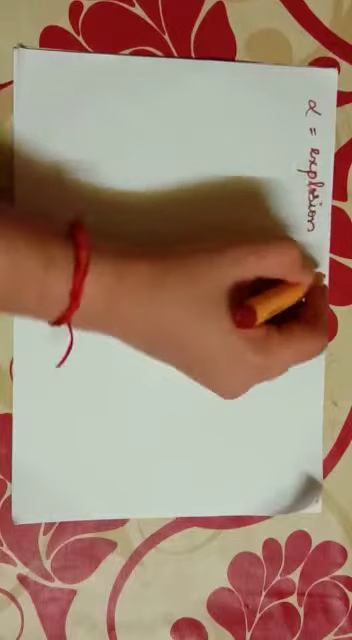 α = explosion